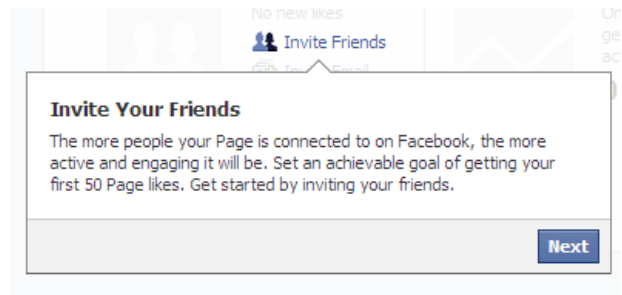 No new likes
Invite Friends
Invite Your Friends
The more people your Page is connected to on Facebook, the more
active and engaging it will be. Set an achievable goal of getting your
first 50 Page likes. Get started by inviting your friends.
Next